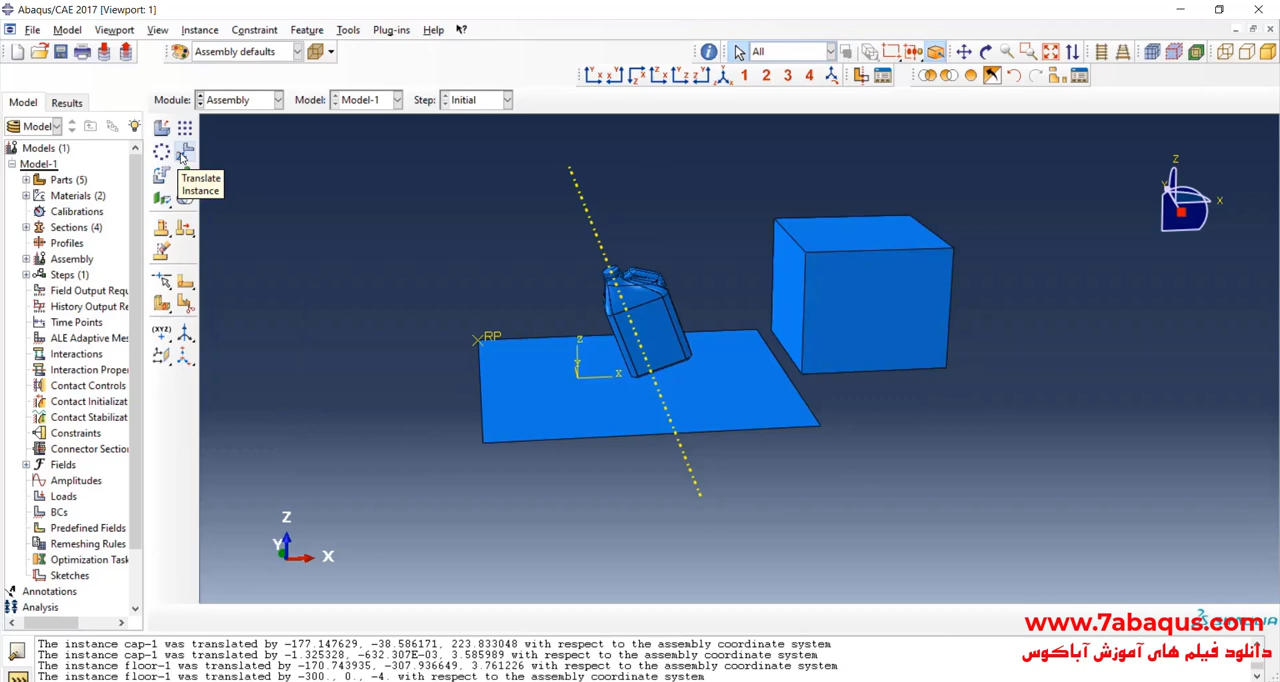 Abaqus/CAE 2017 [Viewport: 1]
File Model Viewport View Instance Constraint Feature Tools Plug-ins Help
Assembly defaults
All
1 2 3 4
Model Results
Module: Assembly Model: Model-1 Step: Initial
Model
Models (1)
Model-1
Parts (5)
Materials (2)
Calibrations
Sections (4)
Profiles
Assembly
Steps (1)
Field Output Requ
History Output Re
Time Points
ALE Adaptive Mes
Interactions
Interaction Prope
Contact Controls
Contact Initializat
Contact Stabilizat
Constraints
Connector Section
Fields
Amplitudes
Loads
BCs
Predefined Fields
Remeshing Rules
Optimization Task
Sketches
Annotations
Analysis
Translate
Instance
(XYZ)
RP
Z
X
Z
Y
X
Z
X
www.7abaqus.com
دانلود فیلم های آموزش آباکوس
The instance cap-1 was translated by -177.147629, -38.586171, 223.833048 with respect to the assembly coordinate system
The instance cap-1 was translated by -1.325328, -632.307E-03, 3.585989 with respect to the assembly coordinate system
The instance floor-1 was translated by -170.743935, -307.936649, 3.761226 with respect to the assembly coordinate system
The instance floor-1 was translated by -300., 0., -4. with respect to the assembly coordinate system